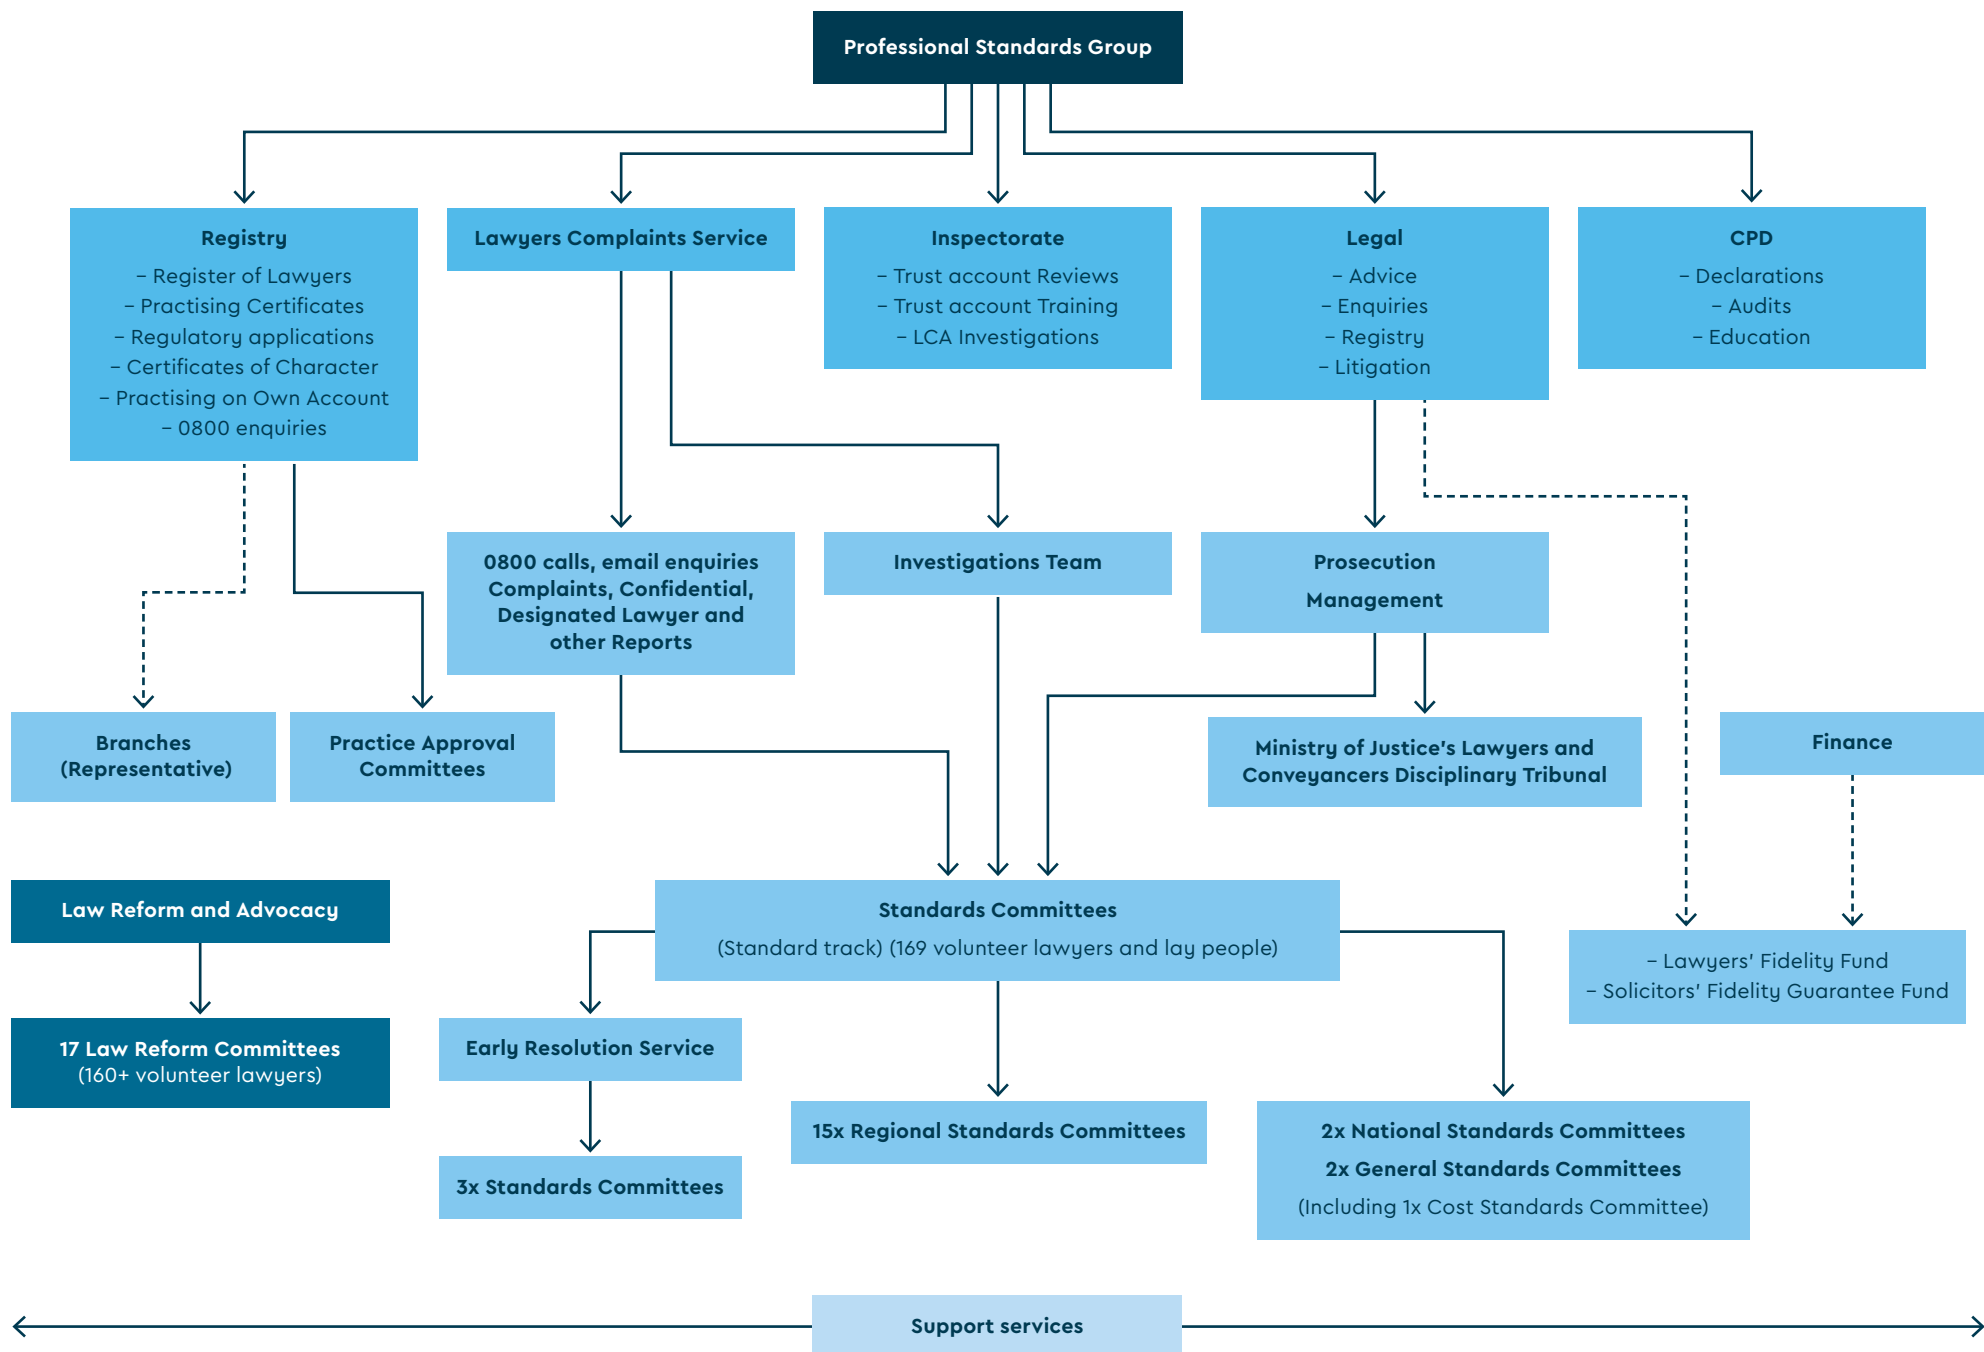 Professional Standards Group
Registry
– Register of Lawyers
– Practising Certificates
– Regulatory applications
– Certificates of Character
– Practising on Own Account
– 0800 enquiries
Lawyers Complaints Service
Inspectorate
– Trust account Reviews
– Trust account Training
– LCA Investigations
Legal
– Advice
– Enquiries
– Registry
– Litigation
CPD
– Declarations
– Audits
– Education
0800 calls, email enquiries
Complaints, Confidential,
Designated Lawyer and
other Reports
Investigations Team
Prosecution
Management
Branches
(Representative)
Practice Approval
Committees
Ministry of Justice's Lawyers and
Conveyancers Disciplinary Tribunal
Finance
Law Reform and Advocacy
Standards Committees
(Standard track) (169 volunteer lawyers and lay people)
– Lawyers' Fidelity Fund
– Solicitors' Fidelity Guarantee Fund
17 Law Reform Committees
(160+ volunteer lawyers)
Early Resolution Service
15x Regional Standards Committees
2x National Standards Committees
2x General Standards Committees
(Including 1x Cost Standards Committee)
3x Standards Committees
Support services